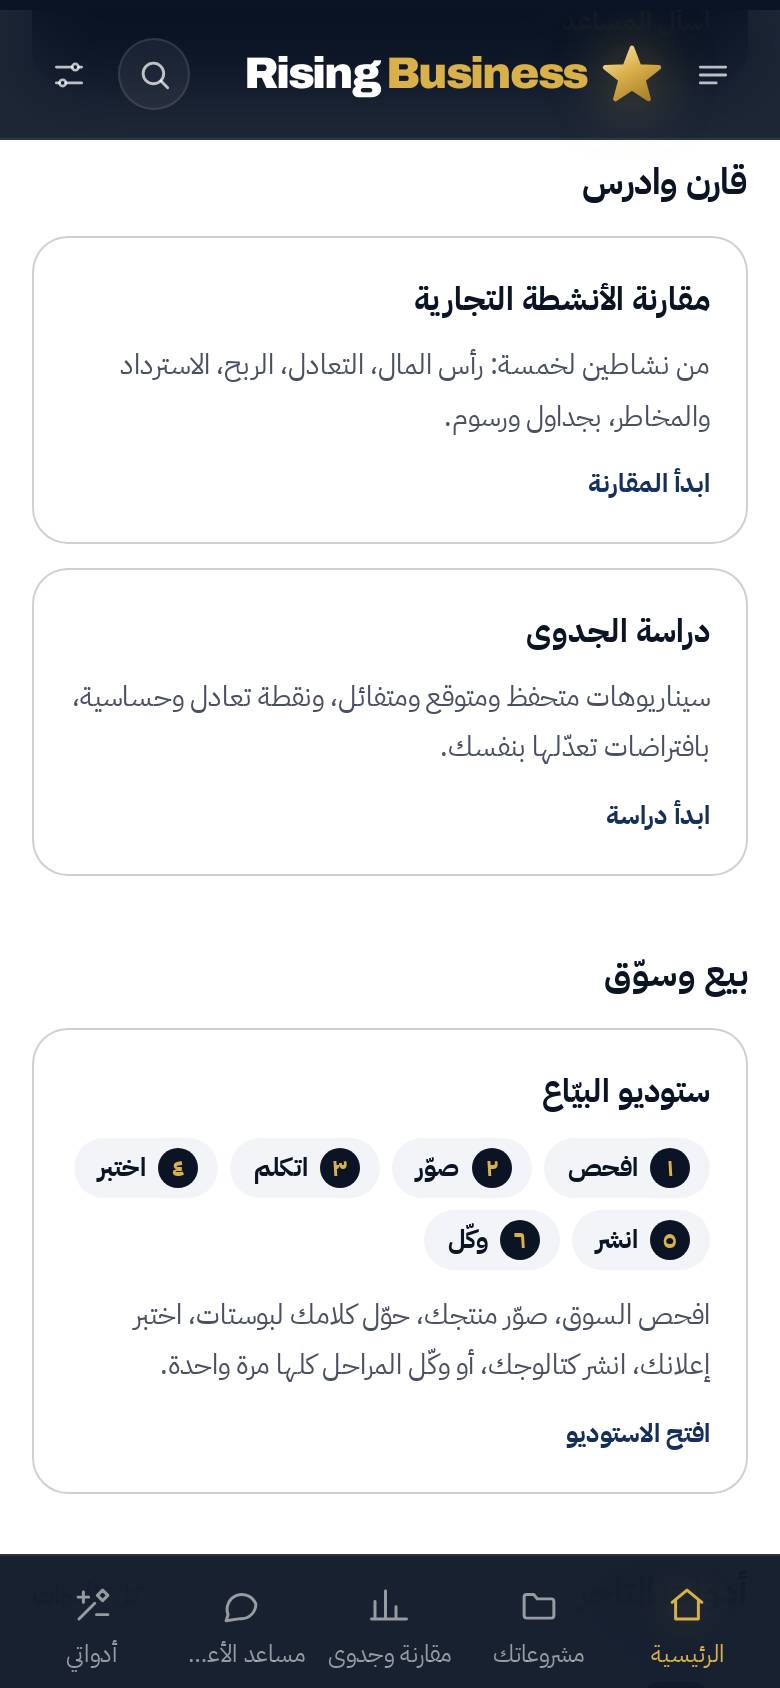 اسأل المساعد
Rising Business
قارن وادرس
مقارنة الأنشطة التجارية
من نشاطين لخمسة: رأس المال، التعادل، الربح، الاسترداد
والمخاطر، بجداول ورسوم.
ابدأ المقارنة
دراسة الجدوى
سيناريوهات متحفظ ومتوقع ومتفائل، ونقطة تعادل وحساسية،
بافتراضات تعدّلها بنفسك.
ابدأ دراسة
بيع وسوّق
ستوديو البيّاع
١ افحص ٢ صوّر ٣ اتكلم ٤ اختبر
٥ انشر ٦ وكّل
افحص السوق، صوّر منتجك، حوّل كلامك لبوستات، اختبر
إعلانك، انشر كتالوجك، أو وكّل المراحل كلها مرة واحدة.
افتح الاستوديو
الرئيسية مشروعاتك مقارنة وجدوى مساعد الأعـ... أدواتي